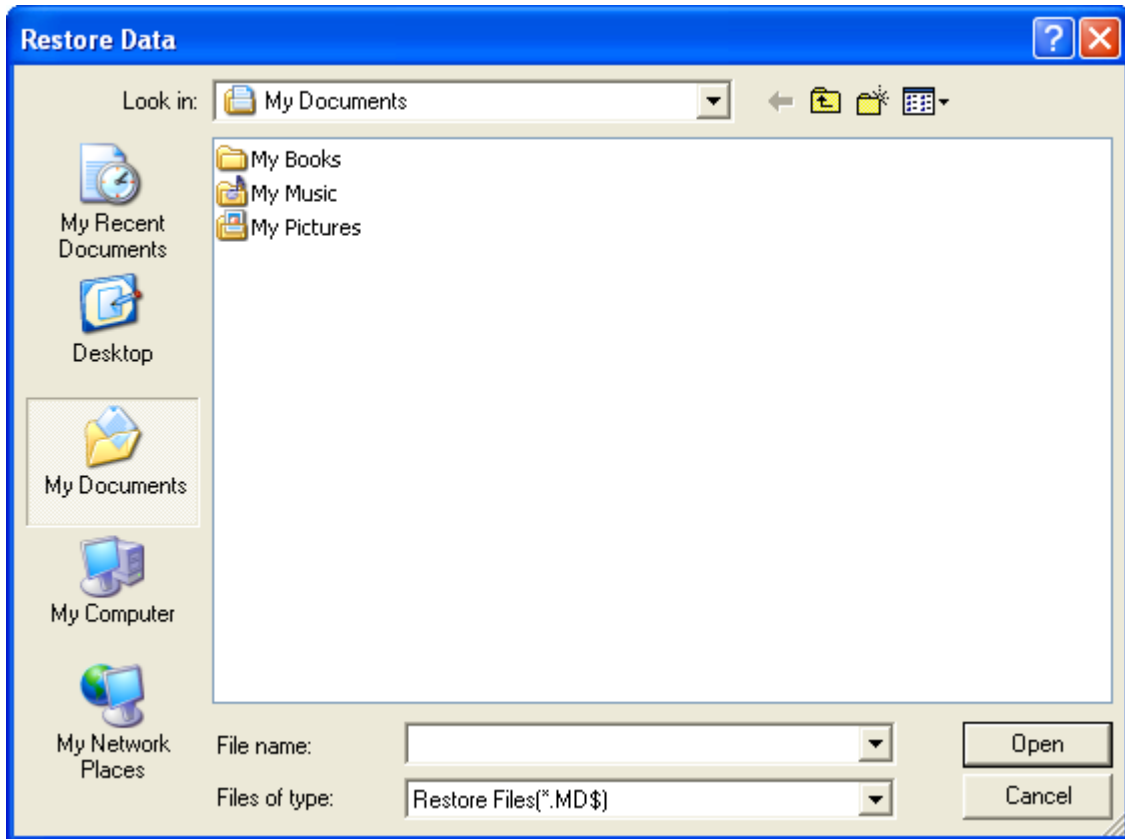 Restore Data
Look in: My Documents
My Recent
Documents
Desktop
My Documents
My Computer
My Network
Places
My Books
My Music
My Pictures
File name:
Open
Files of type: Restore Files(*.MD$)
Cancel